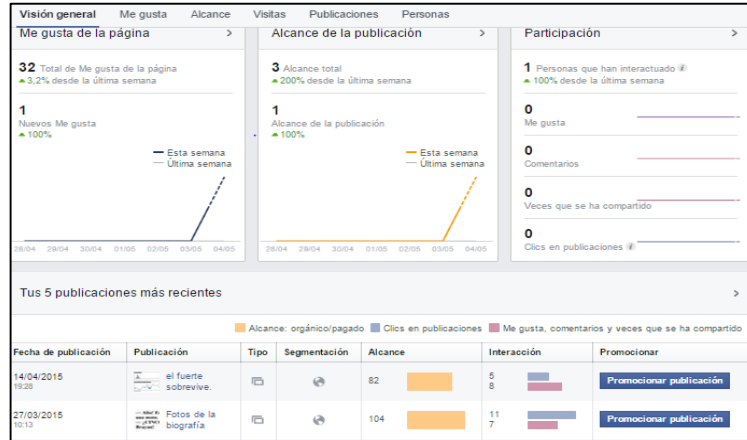 Visión general Me gusta Alcance Visitas Publicaciones Personas
Me gusta de la página >
32 Total de Me gusta de la página
3,2% desde la última semana
1
Nuevos Me gusta
100%
Esta semana
Última semana
28/04 29/04 30/04 01/05 02/05 03/05 04/05
Alcance de la publicación >
3 Alcance total
200% desde la última semana
1
Alcance de la publicación
100%
Esta semana
Última semana
28/04 29/04 30/04 01/05 02/05 03/05 04/05
Participación >
1 Personas que han interactuado i
100% desde la última semana
0
Me gusta
0
Comentarios
0
Veces que se ha compartido
0
Clics en publicaciones i
Tus 5 publicaciones más recientes >
Alcance: orgánico/pagado Clics en publicaciones Me gusta, comentarios y veces que se ha compartido
Fecha de publicación Publicación Tipo Segmentación Alcance Interacción Promocionar
14/04/2015
19:28
el fuerte
sobrevive.
82
5
8
Promocionar publicación
27/03/2015
10:13
Fotos de la
biografía
104
11
7
Promocionar publicación